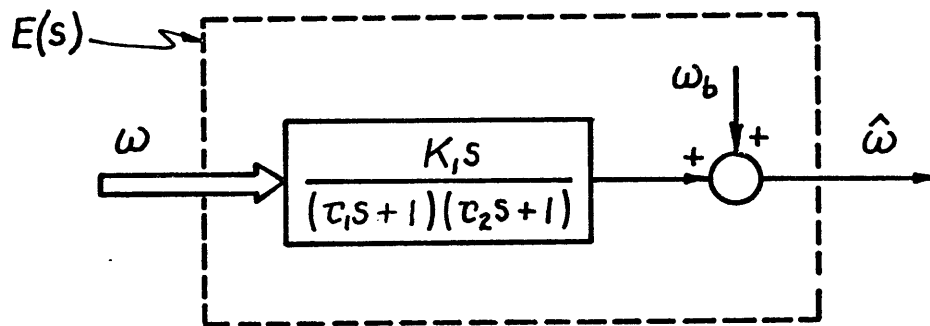 E(s)
ω_b
ω
K₁s
+
+
ω̂
(τ₁s+1)(τ₂s+1)